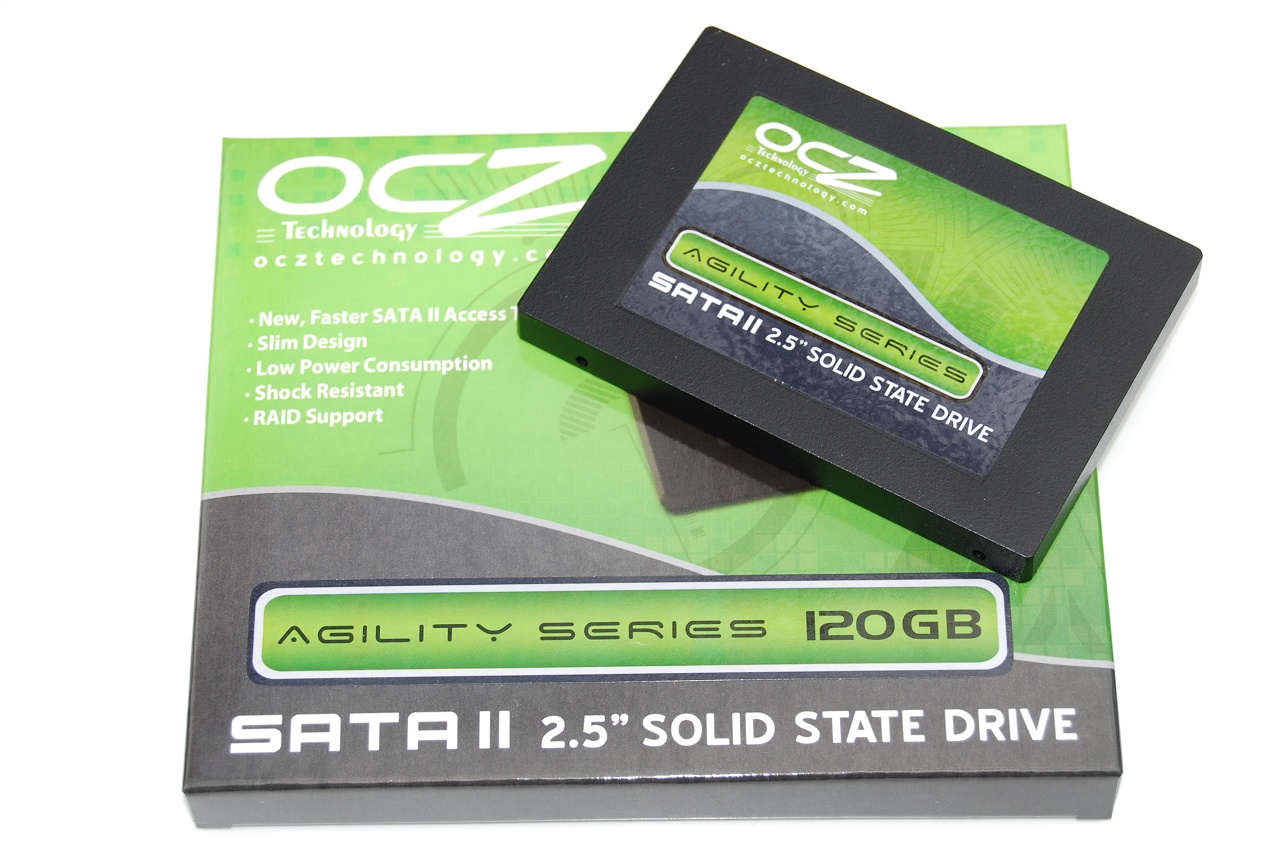 OCZ
Technology
ocztechnology.c
· New, Faster SATA II Access
· Slim Design
· Low Power Consumption
· Shock Resistant
· RAID Support
AGILITY SERIES 120GB
SATA II 2.5" SOLID STATE DRIVE
OCZ
Technology
ocztechnology.com
AGILITY SERIES
SATA II 2.5" SOLID STATE DRIVE